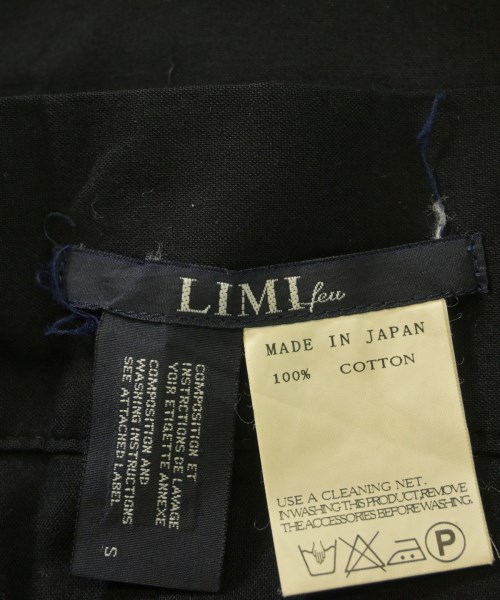 LIMI feu
COMPOSITION ET
INSTRUCTIONS DE LAVAGE
VOIR ETIQUETTE ANNEXE
COMPOSITION AND
WASHING INSTRUCTIONS
SEE ATTACHED LABEL
S
MADE IN JAPAN
100% COTTON
USE A CLEANING NET.
IN WASHING THIS PRODUCT, REMOVE
THE ACCESSORIES BEFORE WASHING.
P